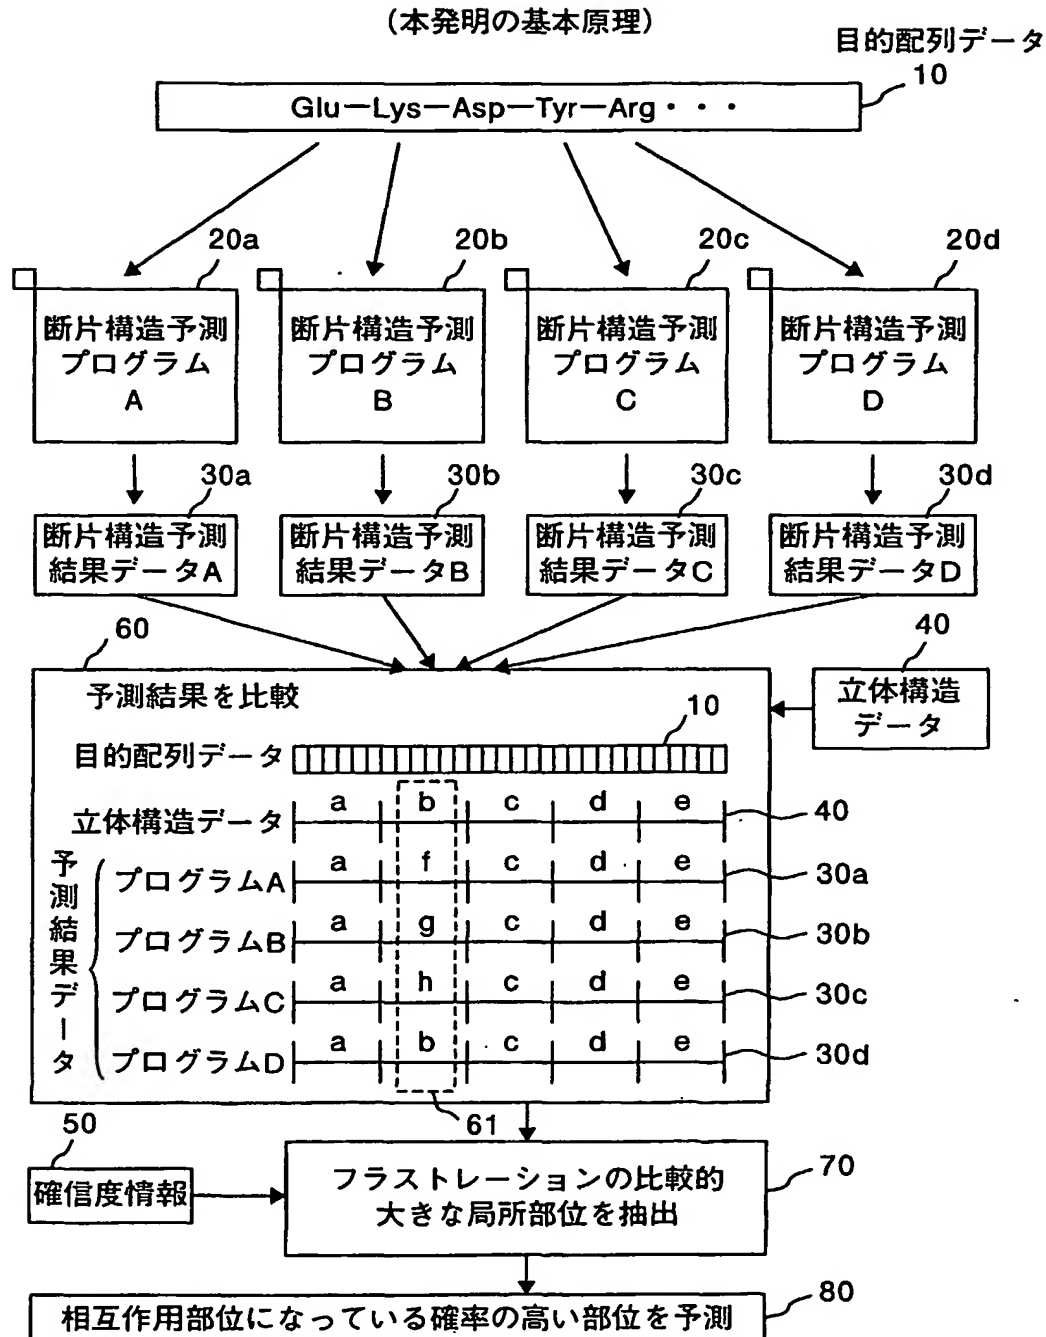 (本発明の基本原理)
目的配列データ
10
Glu－Lys－Asp－Tyr－Arg・・・
20a
20b
20c
20d
断片構造予測
プログラム
A
断片構造予測
プログラム
B
断片構造予測
プログラム
C
断片構造予測
プログラム
D
30a
30b
30c
30d
断片構造予測
結果データA
断片構造予測
結果データB
断片構造予測
結果データC
断片構造予測
結果データD
60
40
立体構造
データ
予測結果を比較
10
目的配列データ
立体構造データ a b c d e 40
予測結果データ
プログラムA a f c d e 30a
プログラムB a g c d e 30b
プログラムC a h c d e 30c
プログラムD a b c d e 30d
61
50
確信度情報
フラストレーションの比較的
大きな局所部位を抽出
70
相互作用部位になっている確率の高い部位を予測
80